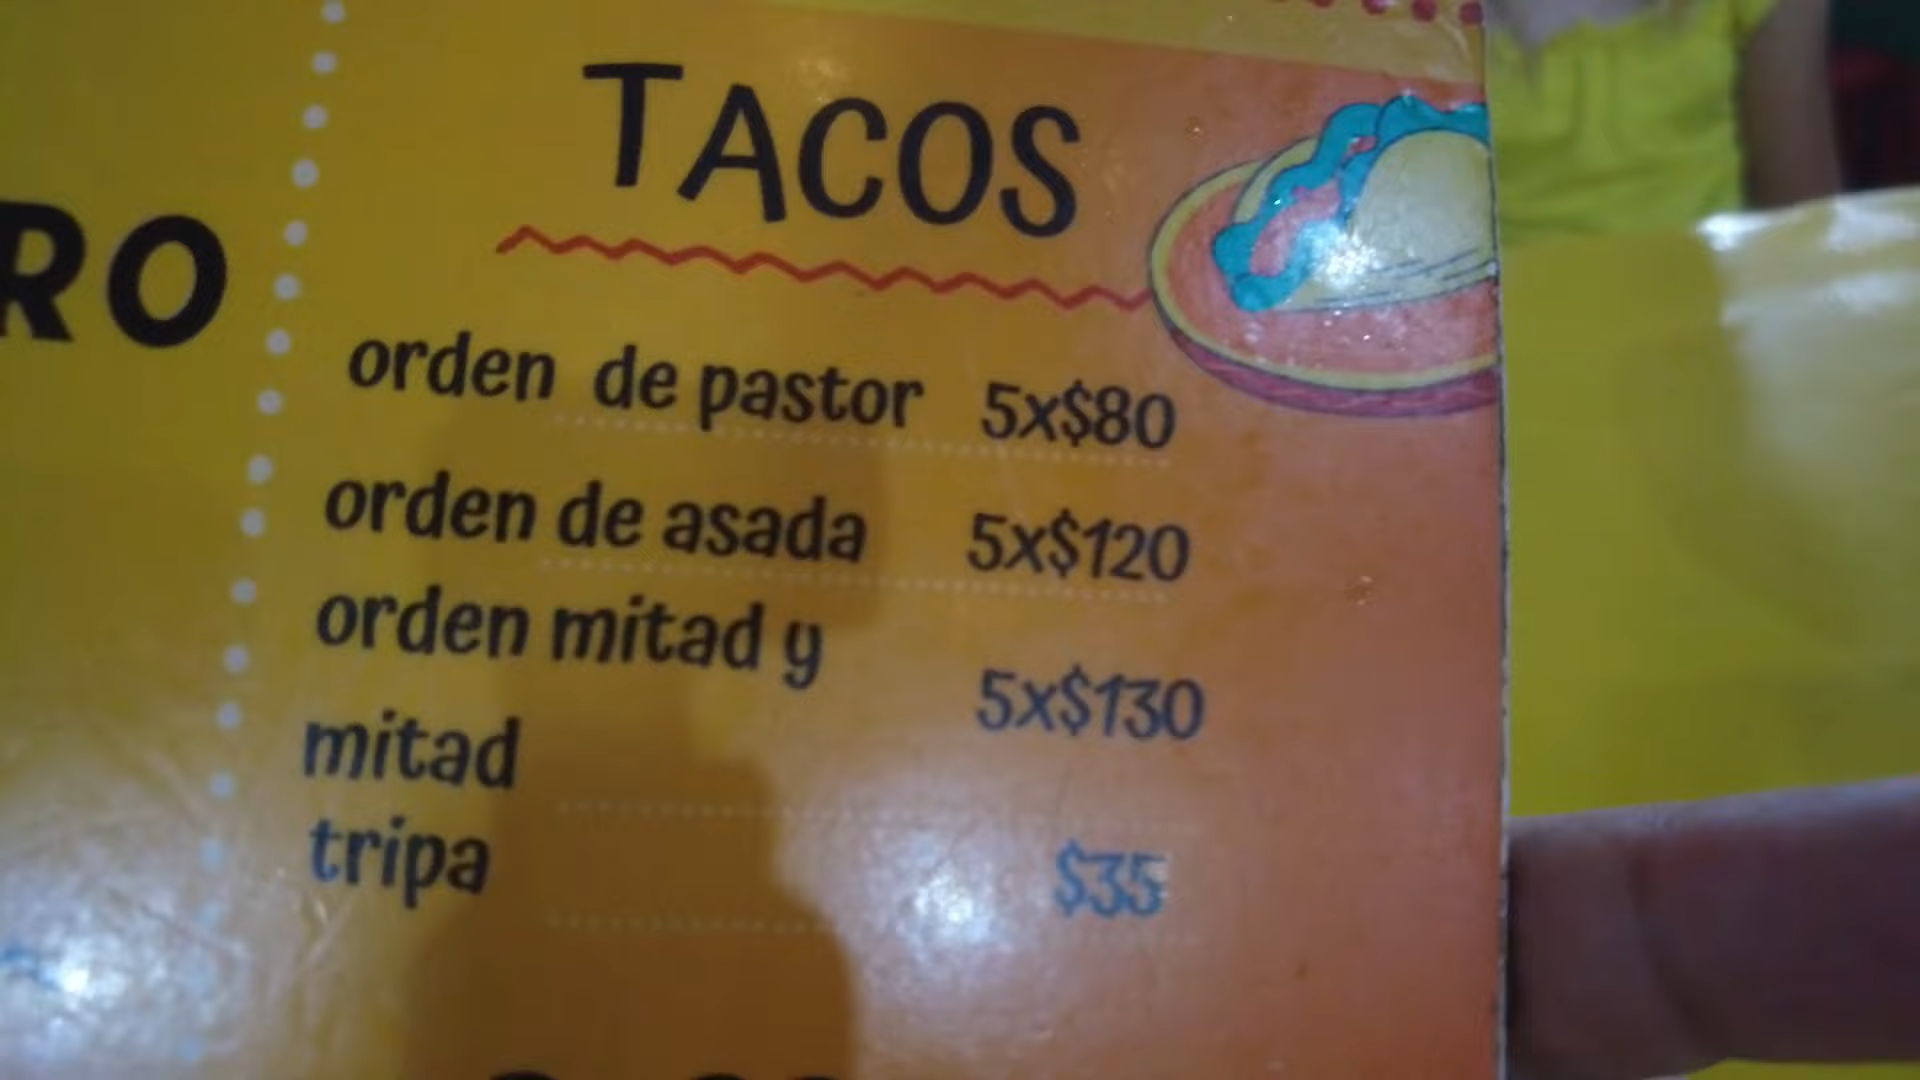 RO
TACOS
orden de pastor 5x$80
orden de asada 5x$120
orden mitad y
mitad 5x$130
tripa $35